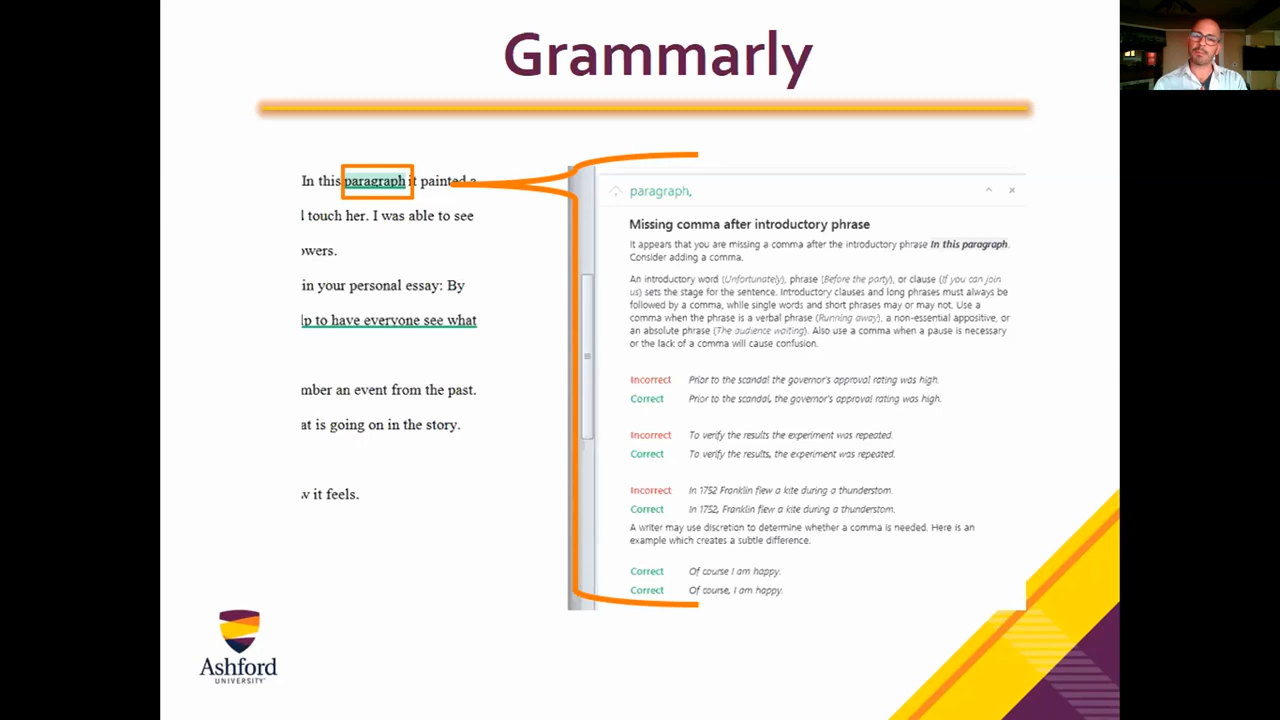 Grammarly
In this paragraph it painted a
touch her. I was able to see
owers.
in your personal essay: By
lp to have everyone see what
mber an event from the past.
at is going on in the story.
w it feels.
paragraph,
Missing comma after introductory phrase
It appears that you are missing a comma after the introductory phrase In this paragraph.
Consider adding a comma.
An introductory word (Unfortunately), phrase (Before the party), or clause (If you can join
us) sets the stage for the sentence. Introductory clauses and long phrases must always be
followed by a comma, while single words and short phrases may or may not. Use a
comma when the phrase is a verbal phrase (Running away), a non-essential appositive, or
an absolute phrase (The audience waiting). Also use a comma when a pause is necessary
or the lack of a comma will cause confusion.
Incorrect Prior to the scandal the governor's approval rating was high.
Correct Prior to the scandal, the governor's approval rating was high.
Incorrect To verify the results the experiment was repeated.
Correct To verify the results, the experiment was repeated.
Incorrect In 1752 Franklin flew a kite during a thunderstom.
Correct In 1752, Franklin flew a kite during a thunderstom.
A writer may use discretion to determine whether a comma is needed. Here is an
example which creates a subtle difference.
Correct Of course I am happy.
Correct Of course, I am happy.
Ashford
UNIVERSITY